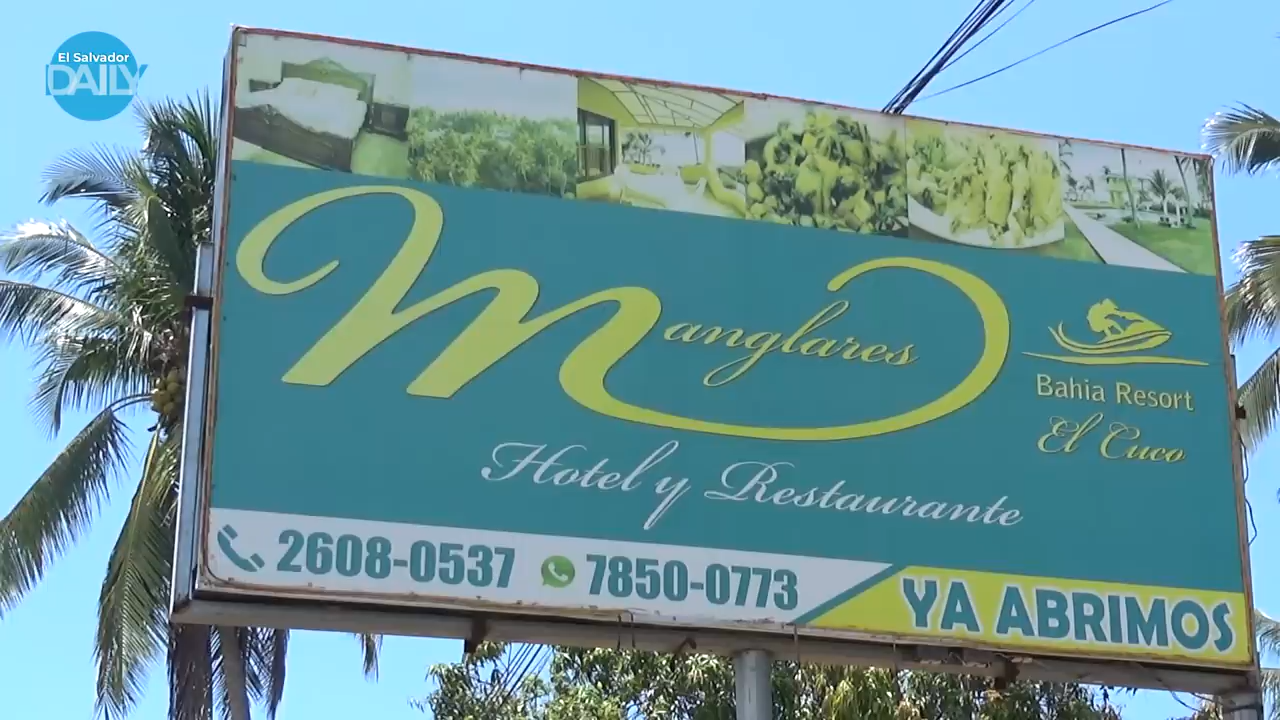 El Salvador
DAILY
Manglares
Bahia Resort
El Cuco
Hotel y Restaurante
2608-0537 7850-0773
YA ABRIMOS